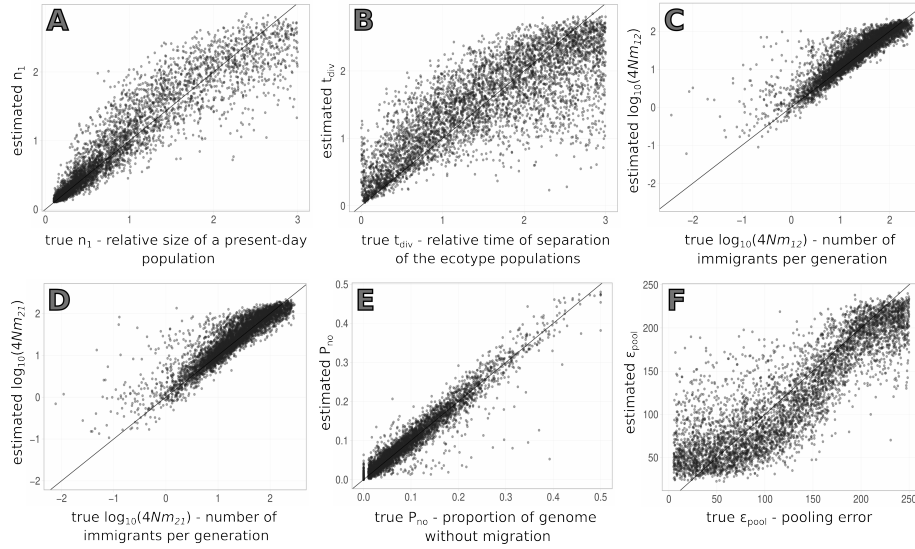 A
estimated n1
2
1
0
0
1
2
3
true n1 - relative size of a present-day
population
B
estimated tdiv
2
1
0
0
1
2
3
true tdiv - relative time of separation
of the ecotype populations
C
estimated log10(4Nm12)
2
1
0
-1
-2
−2
−1
0
1
2
true log10(4Nm12) - number of
immigrants per generation
D
estimated log10(4Nm21)
2
1
0
−1
−2
−2
−1
0
1
2
true log10(4Nm21) - number of
immigrants per generation
E
estimated Pno
0.5
0.4
0.3
0.2
0.1
0.0
0.0
0.1
0.2
0.3
0.4
0.5
true Pno - proportion of genome
without migration
F
estimated εpool
250
200
150
100
50
0
50
100
150
200
250
true εpool - pooling error